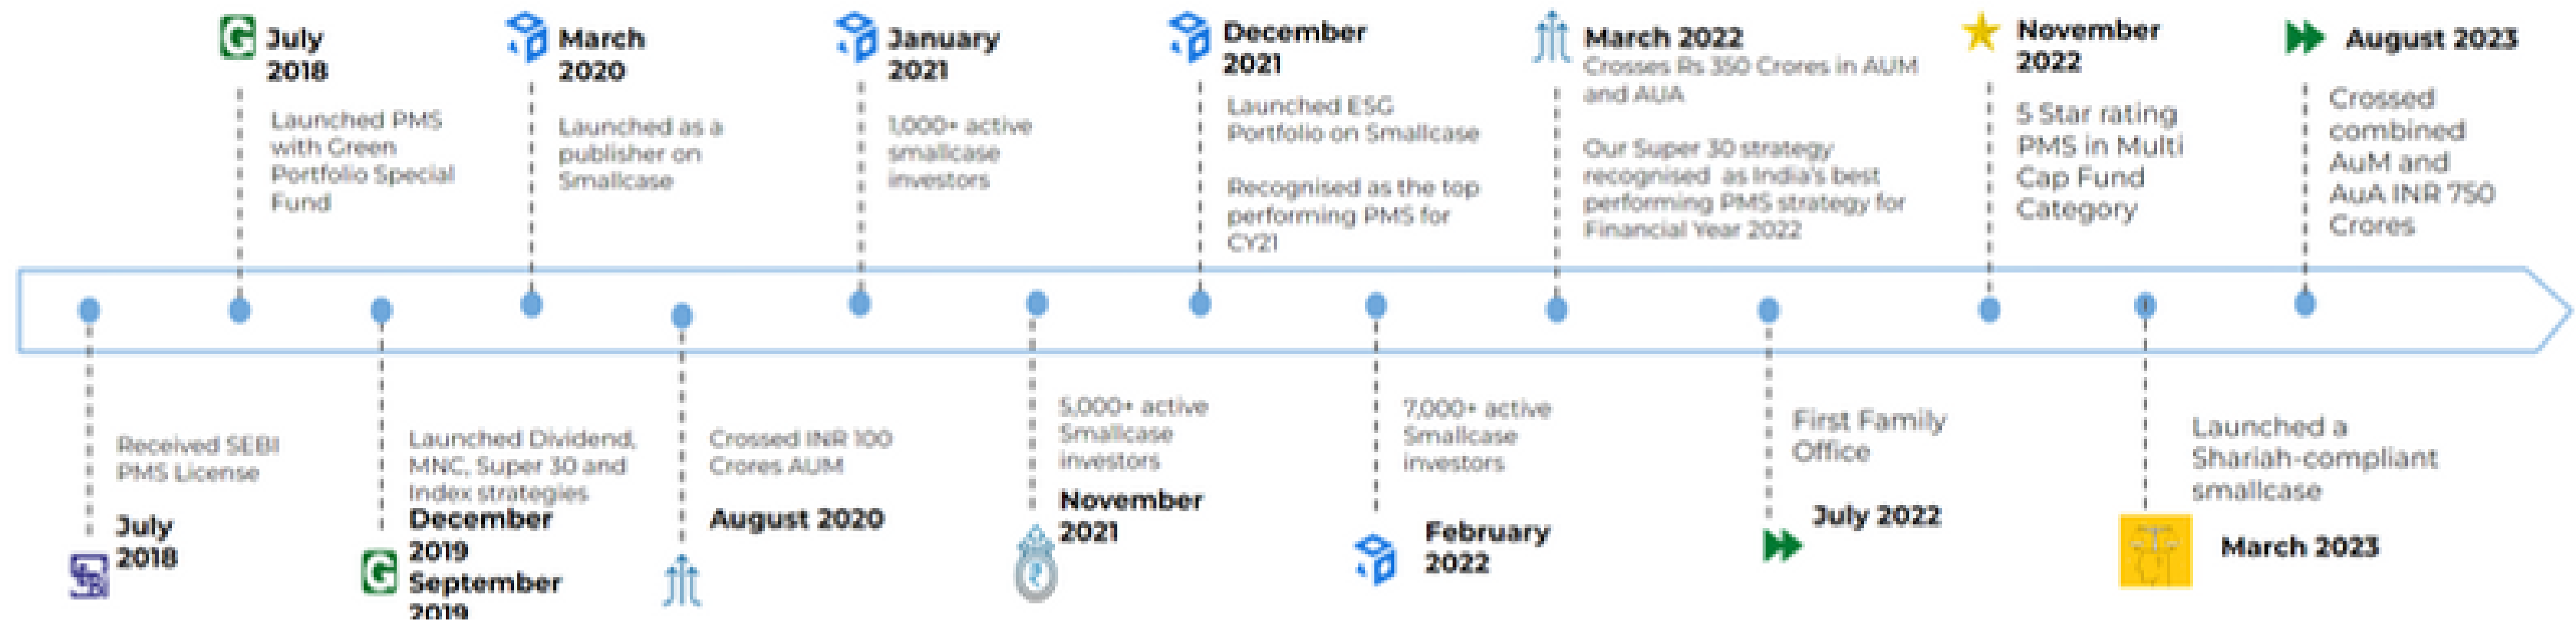 July
2018
Launched PMS
with Green
Portfolio Special
Fund
March
2020
Launched as a
publisher on
Smallcase
January
2021
1,000+ active
smallcase
investors
December
2021
Launched ESG
Portfolio on Smallcase
Recognised as the top
performing PMS for
CY21
March 2022
Crosses Rs 350 Crores in AUM
and AUA
Our Super 30 strategy
recognised as India's best
performing PMS strategy for
Financial Year 2022
November
2022
5 Star rating
PMS in Multi
Cap Fund
Category
August 2023
Crossed
combined
AuM and
AuA INR 750
Crores
Received SEBI
PMS License
July
2018
Launched Dividend,
MNC, Super 30 and
Index strategies
December
2019
September
2019
Crossed INR 100
Crores AUM
August 2020
5,000+ active
Smallcase
investors
November
2021
7,000+ active
Smallcase
investors
February
2022
First Family
Office
July 2022
Launched a
Shariah-compliant
smallcase
March 2023